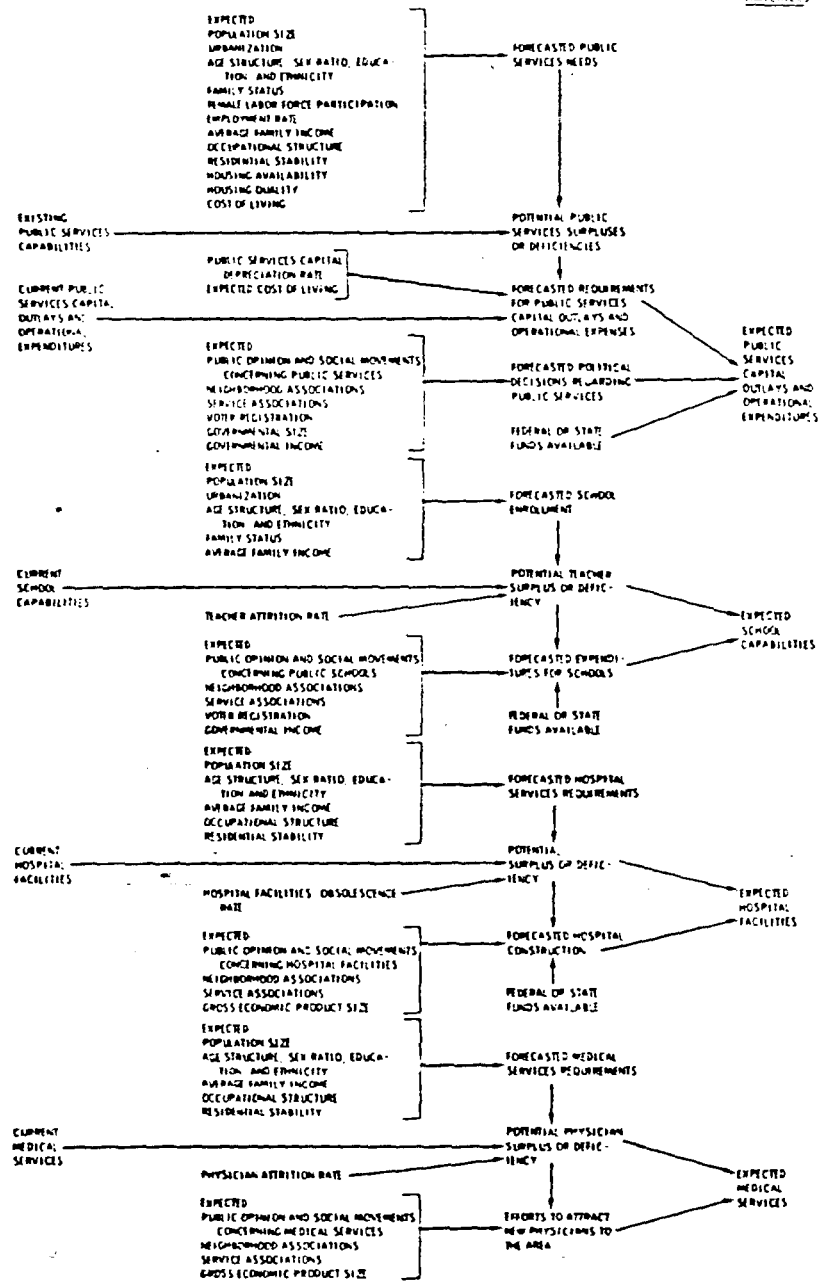 EXPECTED
POPULATION SIZE
URBANIZATION
AGE STRUCTURE, SEX RATIO, EDUCA-
TION AND ETHNICITY
FAMILY STATUS
FEMALE LABOR FORCE PARTICIPATION
EMPLOYMENT RATE
AVERAGE FAMILY INCOME
OCCUPATIONAL STRUCTURE
RESIDENTIAL STABILITY
HOUSING AVAILABILITY
HOUSING QUALITY
COST OF LIVING
FORECASTED PUBLIC
SERVICES NEEDS
EXISTING
PUBLIC SERVICES
CAPABILITIES
POTENTIAL PUBLIC
SERVICES SURPLUSES
OR DEFICIENCIES
PUBLIC SERVICES CAPITAL
DEPRECIATION RATE
EXPECTED COST OF LIVING
CURRENT PUBLIC
SERVICES CAPITAL
OUTLAYS AND
OPERATIONAL
EXPENDITURES
FORECASTED REQUIREMENTS
FOR PUBLIC SERVICES
CAPITAL OUTLAYS AND
OPERATIONAL EXPENSES
EXPECTED
PUBLIC OPINION AND SOCIAL MOVEMENTS
CONCERNING PUBLIC SERVICES
NEIGHBORHOOD ASSOCIATIONS
SERVICE ASSOCIATIONS
VOTER REGISTRATION
GOVERNMENTAL SIZE
GOVERNMENTAL INCOME
FORECASTED POLITICAL
DECISIONS REGARDING
PUBLIC SERVICES
FEDERAL OR STATE
FUNDS AVAILABLE
EXPECTED
PUBLIC
SERVICES
CAPITAL
OUTLAYS AND
OPERATIONAL
EXPENDITURES
EXPECTED
POPULATION SIZE
URBANIZATION
AGE STRUCTURE, SEX RATIO, EDUCA-
TION AND ETHNICITY
FAMILY STATUS
AVERAGE FAMILY INCOME
FORECASTED SCHOOL
ENROLLMENT
CURRENT
SCHOOL
CAPABILITIES
POTENTIAL TEACHER
SURPLUS OR DEFIC-
IENCY
TEACHER ATTRITION RATE
EXPECTED
SCHOOL
CAPABILITIES
EXPECTED
PUBLIC OPINION AND SOCIAL MOVEMENTS
CONCERNING PUBLIC SCHOOLS
NEIGHBORHOOD ASSOCIATIONS
SERVICE ASSOCIATIONS
VOTER REGISTRATION
GOVERNMENTAL INCOME
FORECASTED EXPENDI-
TURES FOR SCHOOLS
FEDERAL OR STATE
FUNDS AVAILABLE
EXPECTED
POPULATION SIZE
AGE STRUCTURE, SEX RATIO, EDUCA-
TION AND ETHNICITY
AVERAGE FAMILY INCOME
OCCUPATIONAL STRUCTURE
RESIDENTIAL STABILITY
FORECASTED HOSPITAL
SERVICES REQUIREMENTS
CURRENT
HOSPITAL
FACILITIES
POTENTIAL
SURPLUS OR DEFIC-
IENCY
HOSPITAL FACILITIES OBSOLESCENCE
RATE
EXPECTED
HOSPITAL
FACILITIES
EXPECTED
PUBLIC OPINION AND SOCIAL MOVEMENTS
CONCERNING HOSPITAL FACILITIES
NEIGHBORHOOD ASSOCIATIONS
SERVICE ASSOCIATIONS
GROSS ECONOMIC PRODUCT SIZE
FORECASTED HOSPITAL
CONSTRUCTION
FEDERAL OR STATE
FUNDS AVAILABLE
EXPECTED
POPULATION SIZE
AGE STRUCTURE, SEX RATIO, EDUCA-
TION AND ETHNICITY
AVERAGE FAMILY INCOME
OCCUPATIONAL STRUCTURE
RESIDENTIAL STABILITY
FORECASTED MEDICAL
SERVICES REQUIREMENTS
CURRENT
MEDICAL
SERVICES
POTENTIAL PHYSICIAN
SURPLUS OR DEFIC-
IENCY
PHYSICIAN ATTRITION RATE
EXPECTED
MEDICAL
SERVICES
EXPECTED
PUBLIC OPINION AND SOCIAL MOVEMENTS
CONCERNING MEDICAL SERVICES
NEIGHBORHOOD ASSOCIATIONS
SERVICE ASSOCIATIONS
GROSS ECONOMIC PRODUCT SIZE
EFFORTS TO ATTRACT
NEW PHYSICIANS TO
THE AREA